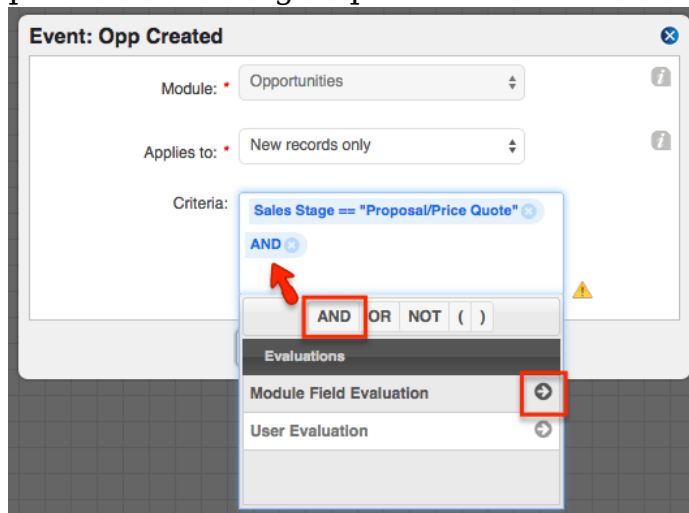 Event: Opp Created
Module: * Opportunities
Applies to: * New records only
Criteria: Sales Stage == "Proposal/Price Quote"
AND
AND OR NOT ( )
Evaluations
Module Field Evaluation
User Evaluation